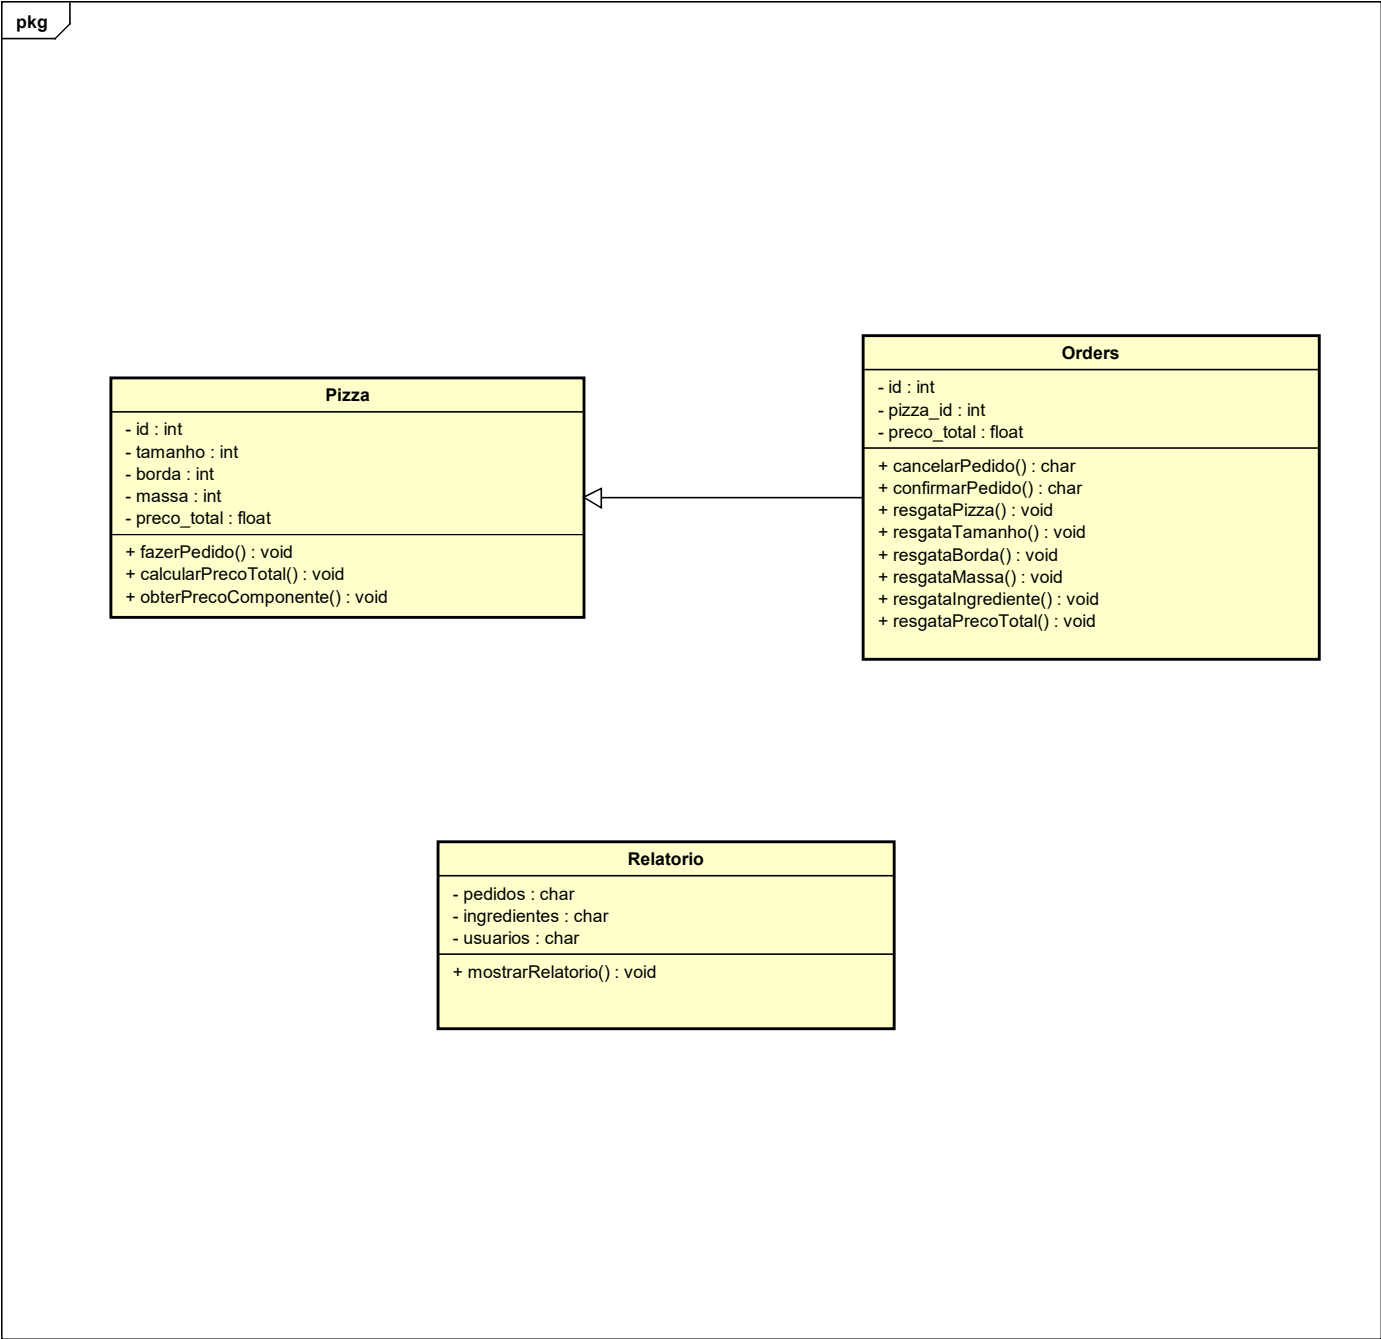 pkg
Pizza
- id : int
- tamanho : int
- borda : int
- massa : int
- preco_total : float
+ fazerPedido() : void
+ calcularPrecoTotal() : void
+ obterPrecoComponente() : void
Orders
- id : int
- pizza_id : int
- preco_total : float
+ cancelarPedido() : char
+ confirmarPedido() : char
+ resgataPizza() : void
+ resgataTamanho() : void
+ resgataBorda() : void
+ resgataMassa() : void
+ resgataIngrediente() : void
+ resgataPrecoTotal() : void
Relatorio
- pedidos : char
- ingredientes : char
- usuarios : char
+ mostrarRelatorio() : void